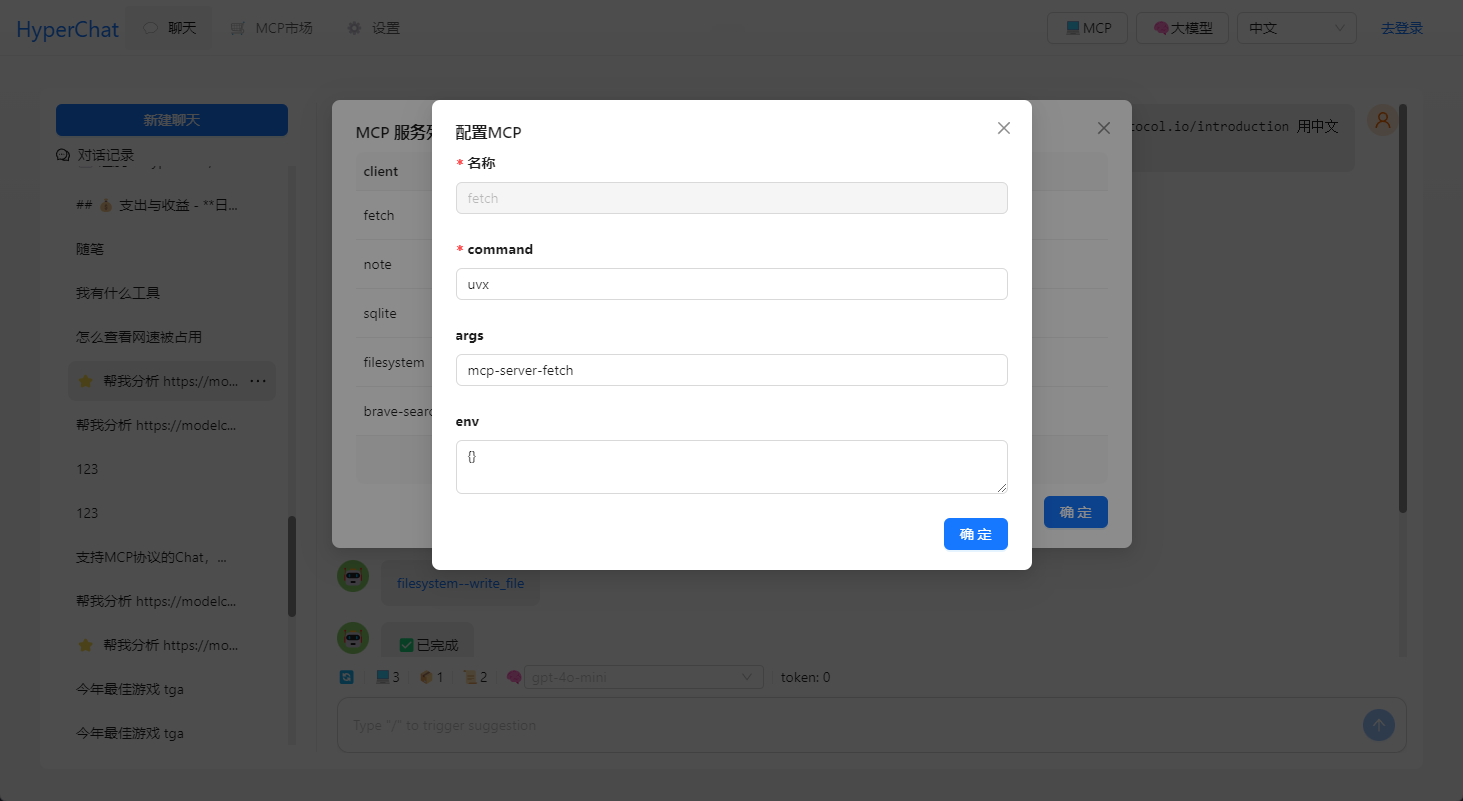 HyperChat
聊天
MCP市场
设置
MCP
大模型
中文
去登录
新建聊天
对话记录
## 💰 支出与收益 - **日...
随笔
我有什么工具
怎么查看网速被占用
帮我分析 https://mo...
帮我分析 https://modelc...
123
123
支持MCP协议的Chat，...
帮我分析 https://modelc...
帮我分析 https://mo...
今年最佳游戏 tga
今年最佳游戏 tga
ocol.io/introduction 用中文
MCP 服务
client
fetch
note
sqlite
filesystem
brave-searc
确 定
配置MCP
* 名称
fetch
* command
uvx
args
mcp-server-fetch
env
{}
确 定
filesystem--write_file
✅已完成
3
1
2
gpt-4o-mini
token: 0
Type "/" to trigger suggestion